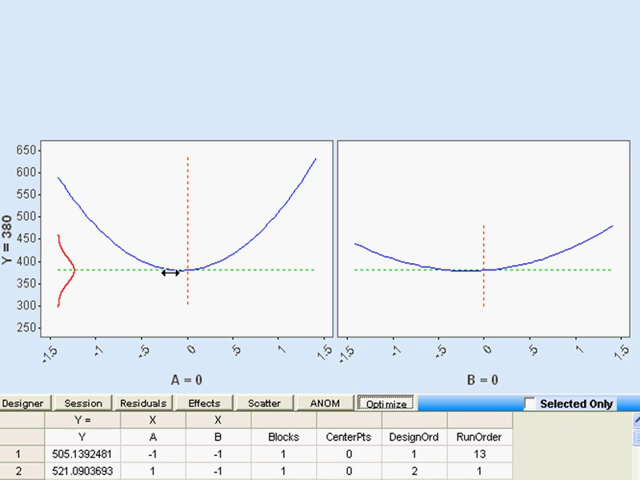 650
600
550
500
450
400
350
300
250
Y = 380
-1.5 -1 -.5 0 .5 1 1.5 -1.5 -1 -.5 0 .5 1 1.5
A = 0 B = 0
Designer Session Residuals Effects Scatter ANOM Optimize Selected Only
Y = X X
Y A B Blocks CenterPts DesignOrd RunOrder
1 505.1392481 -1 -1 1 0 1 13
2 521.0903693 1 -1 1 0 2 1